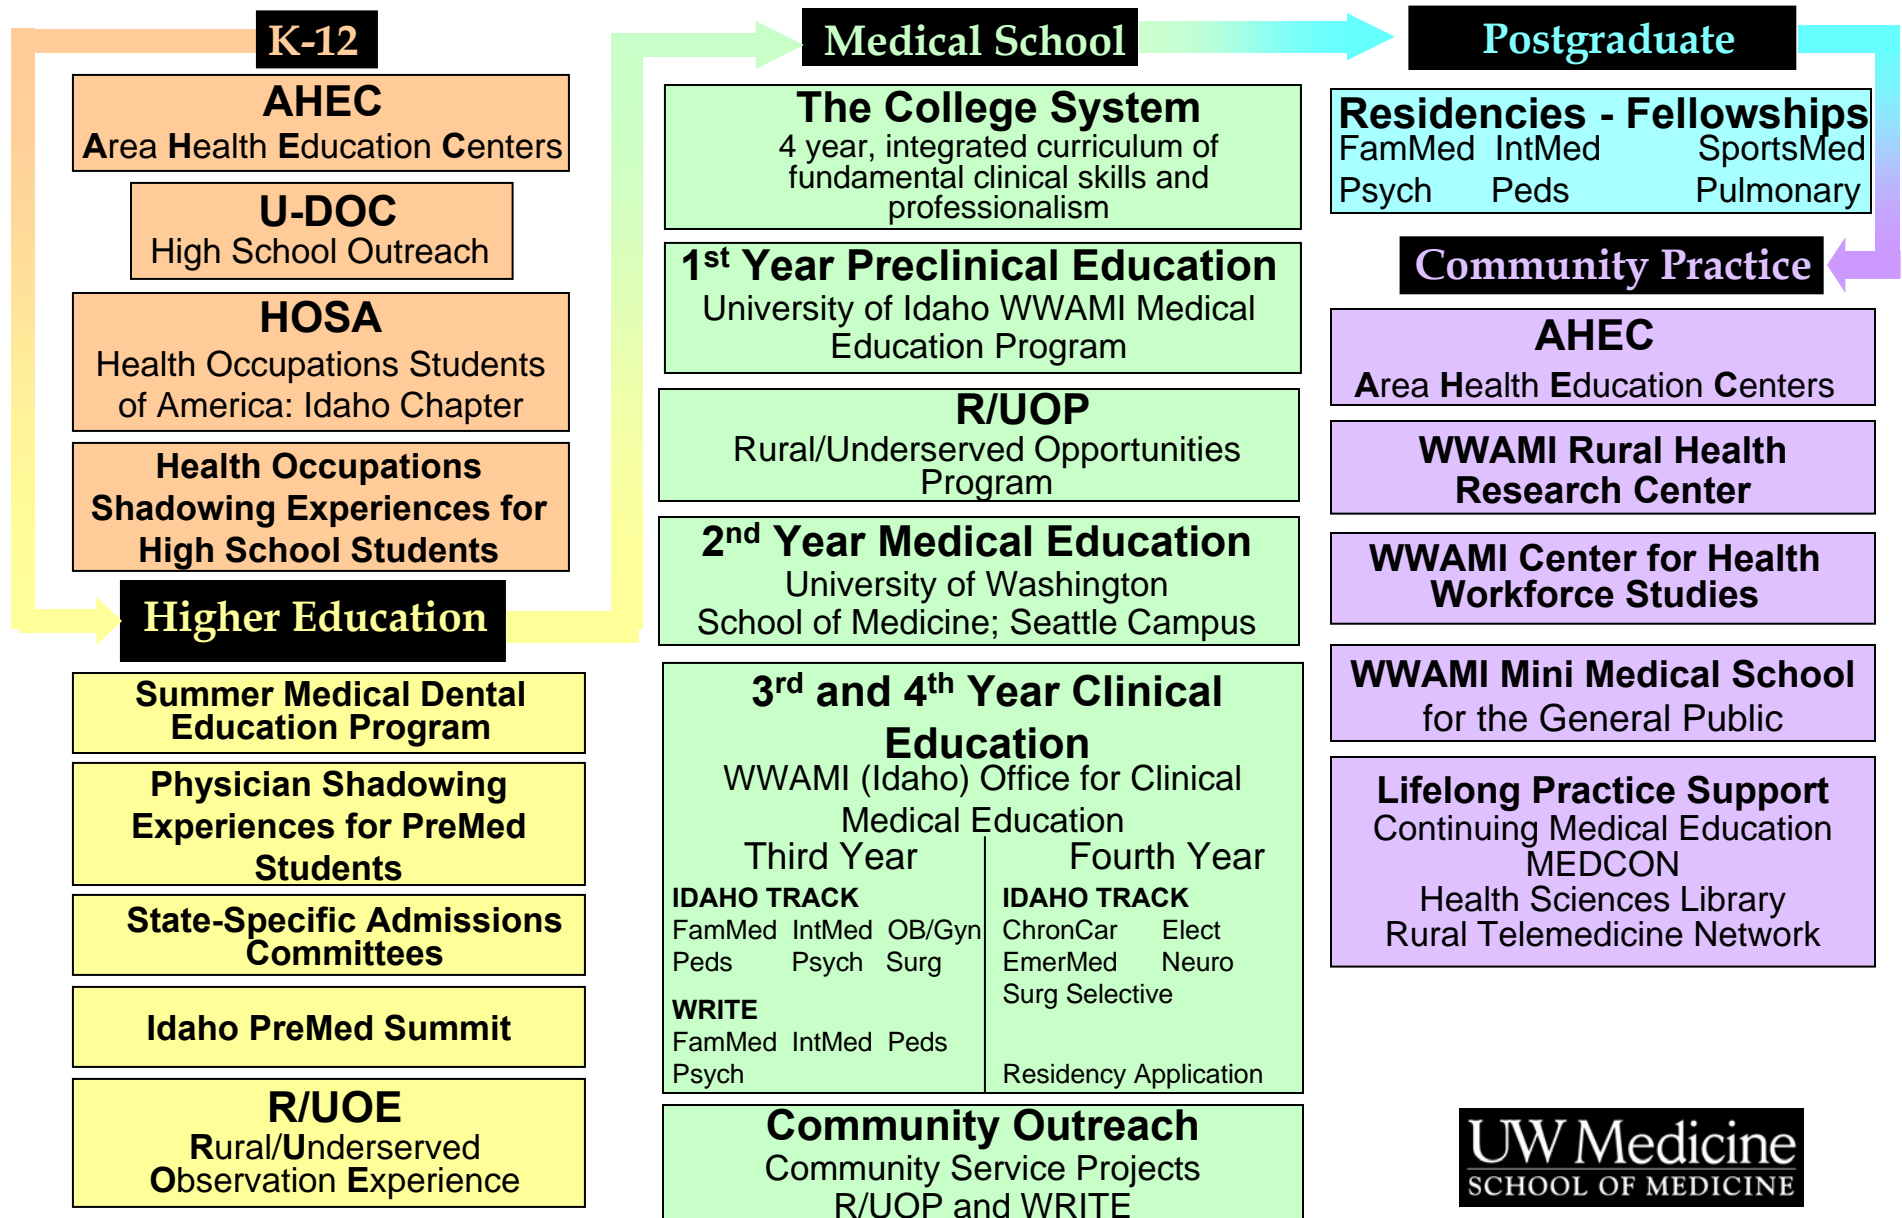 K-12
AHEC
Area Health Education Centers
U-DOC
High School Outreach
HOSA
Health Occupations Students
of America: Idaho Chapter
Health Occupations
Shadowing Experiences for
High School Students
Higher Education
Summer Medical Dental
Education Program
Physician Shadowing
Experiences for PreMed
Students
State-Specific Admissions
Committees
Idaho PreMed Summit
R/UOE
Rural/Underserved
Observation Experience
Medical School
The College System
4 year, integrated curriculum of
fundamental clinical skills and
professionalism
1st Year Preclinical Education
University of Idaho WWAMI Medical
Education Program
R/UOP
Rural/Underserved Opportunities
Program
2nd Year Medical Education
University of Washington
School of Medicine; Seattle Campus
3rd and 4th Year Clinical
Education
WWAMI (Idaho) Office for Clinical
Medical Education
Third Year
IDAHO TRACK
FamMed IntMed OB/Gyn
Peds Psych Surg
WRITE
FamMed IntMed Peds
Psych
Fourth Year
IDAHO TRACK
ChronCar Elect
EmerMed Neuro
Surg Selective
Residency Application
Community Outreach
Community Service Projects
R/UOP and WRITE
Postgraduate
Residencies - Fellowships
FamMed IntMed SportsMed
Psych Peds Pulmonary
Community Practice
AHEC
Area Health Education Centers
WWAMI Rural Health
Research Center
WWAMI Center for Health
Workforce Studies
WWAMI Mini Medical School
for the General Public
Lifelong Practice Support
Continuing Medical Education
MEDCON
Health Sciences Library
Rural Telemedicine Network
UW Medicine
SCHOOL OF MEDICINE